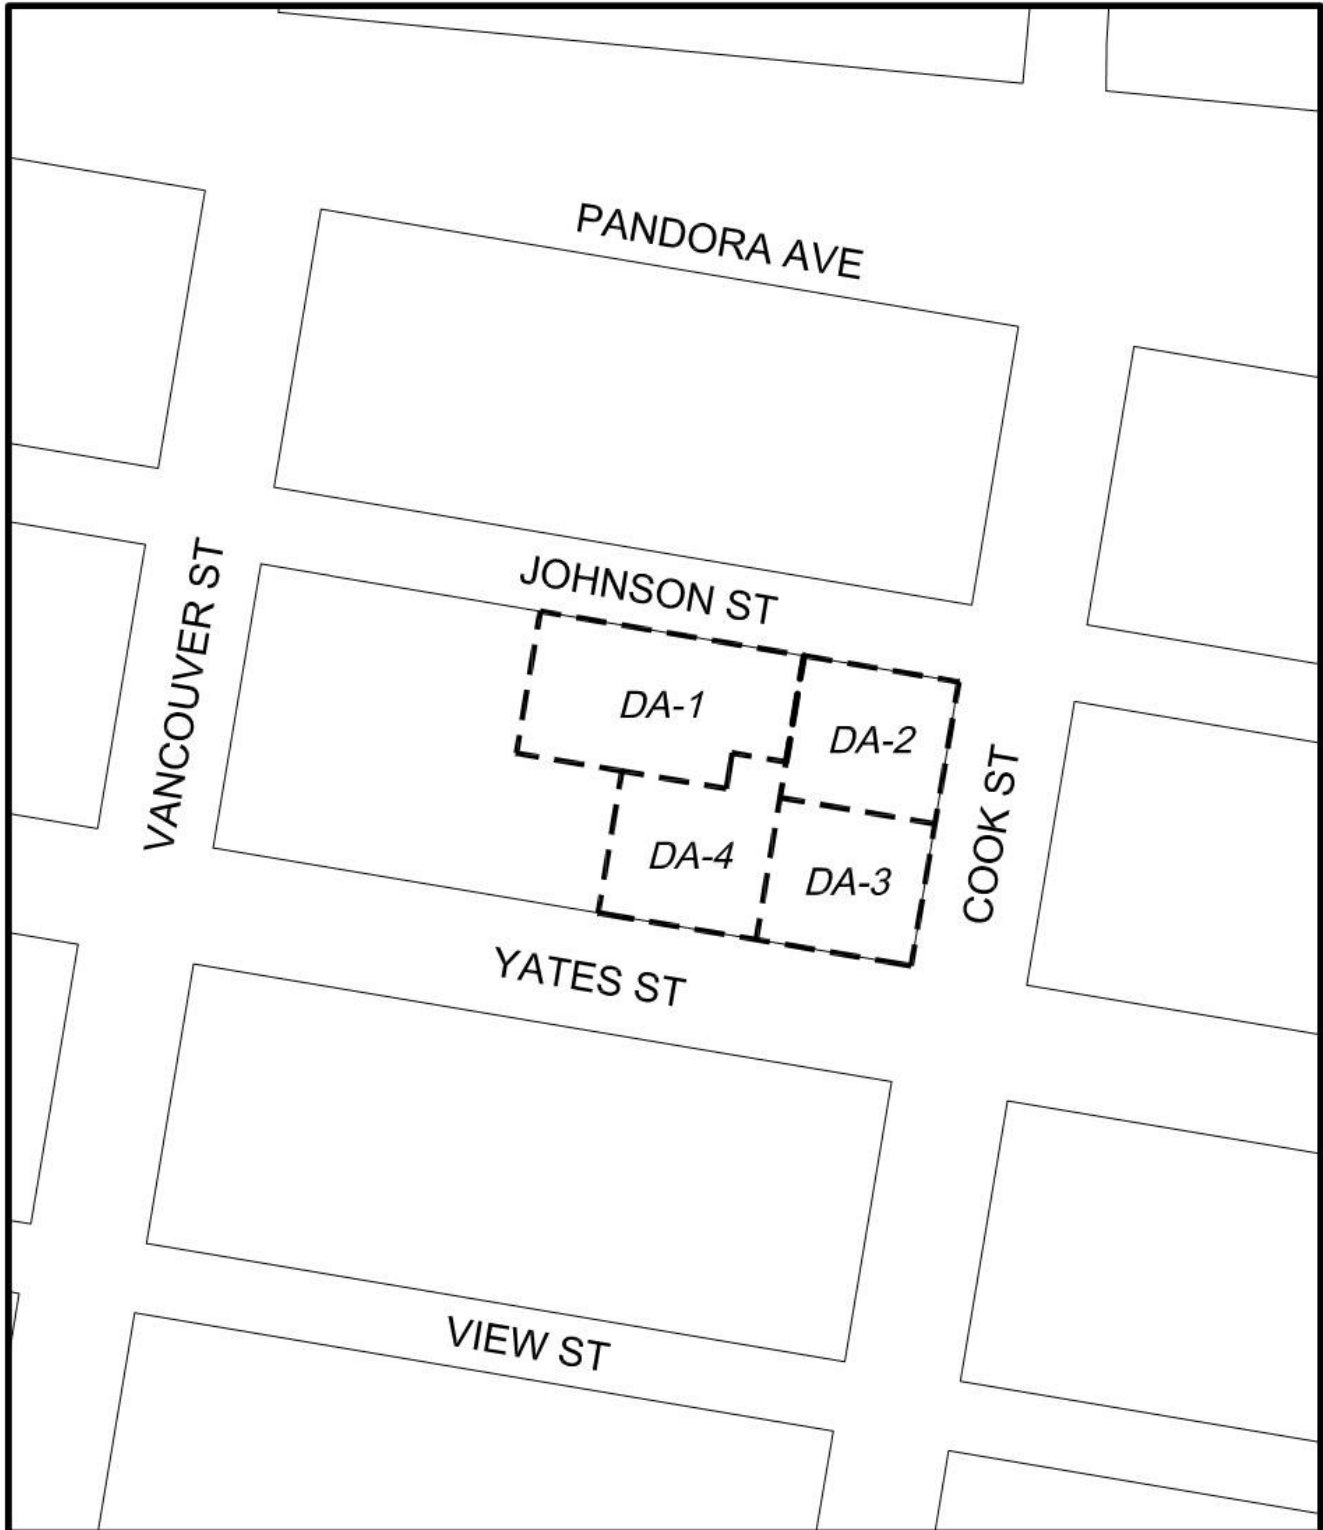 PANDORA AVE
JOHNSON ST
VANCOUVER ST
DA-1
DA-2
COOK ST
DA-4
DA-3
YATES ST
VIEW ST